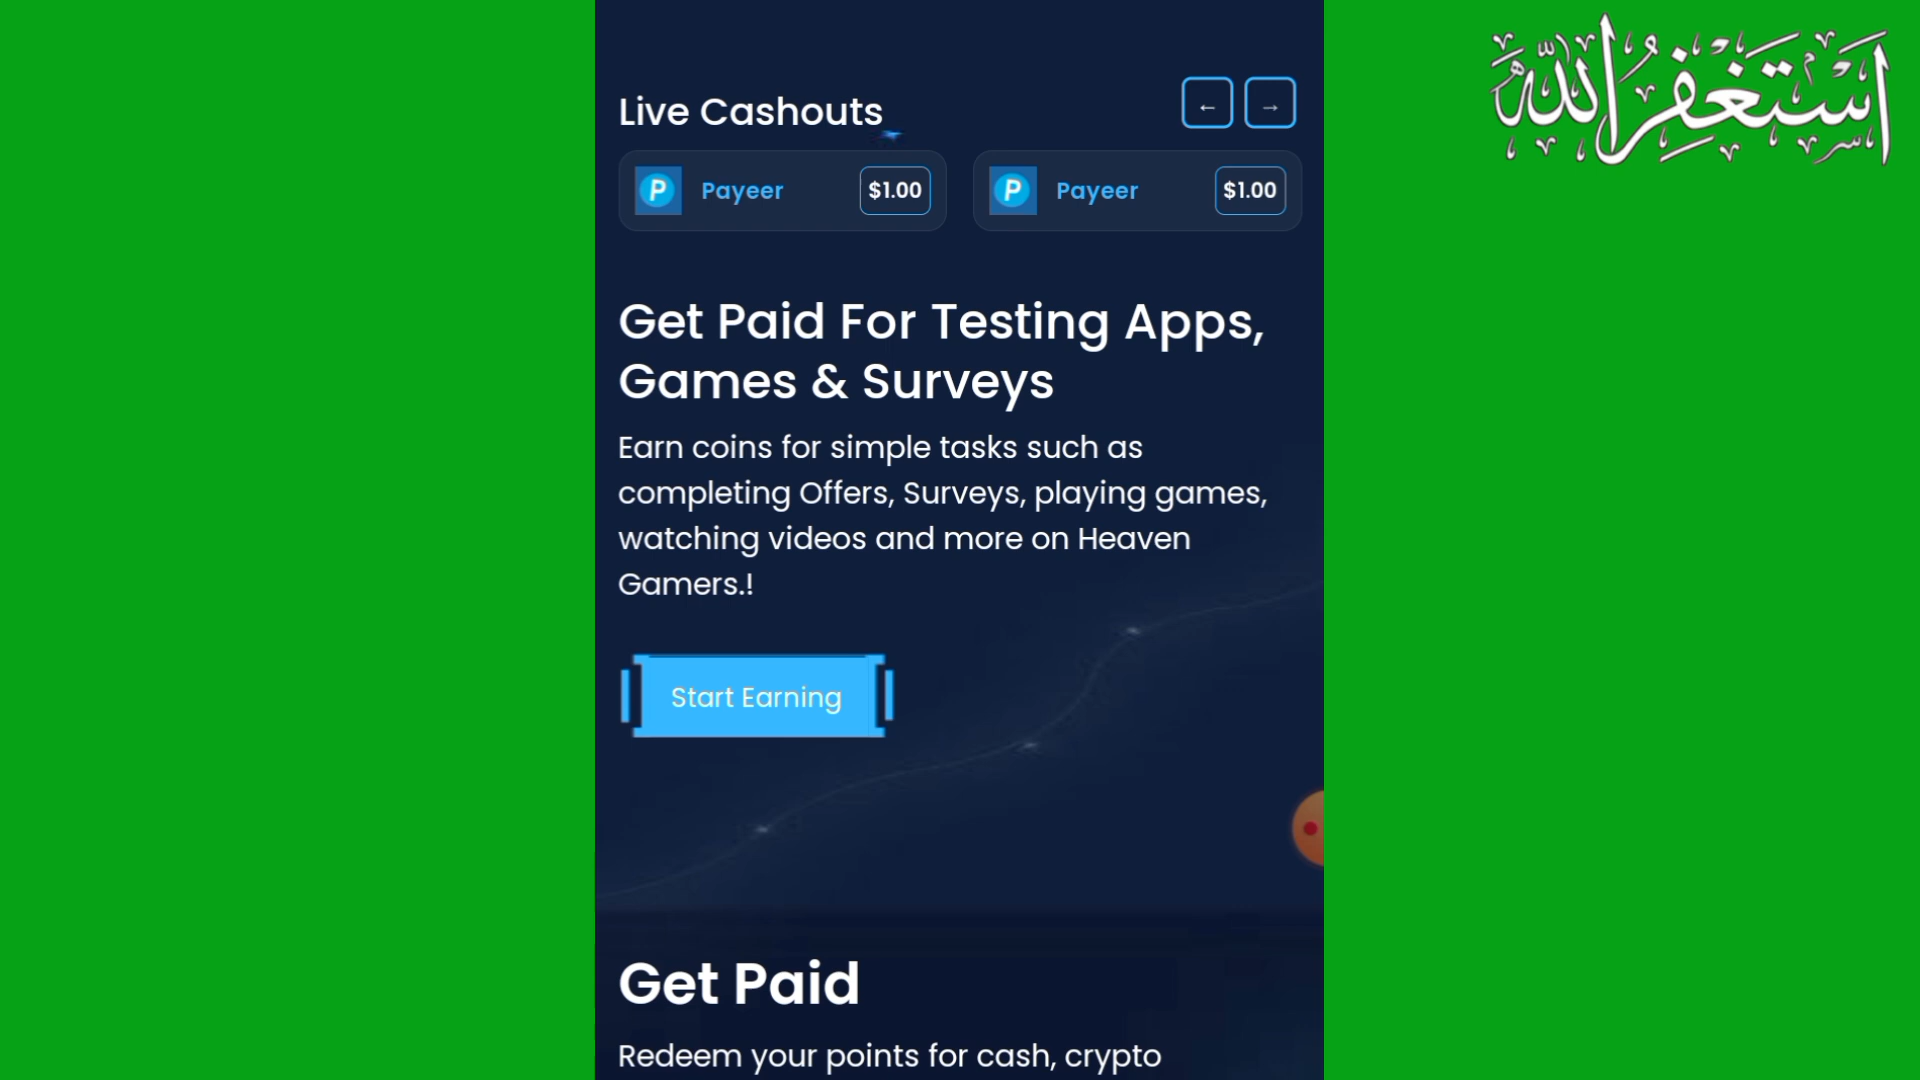 أستغفر الله
Live Cashouts
←
→
P
Payeer
$1.00
P
Payeer
$1.00
Get Paid For Testing Apps,
Games & Surveys
Earn coins for simple tasks such as
completing Offers, Surveys, playing games,
watching videos and more on Heaven
Gamers.!
Start Earning
Get Paid
Redeem your points for cash, crypto